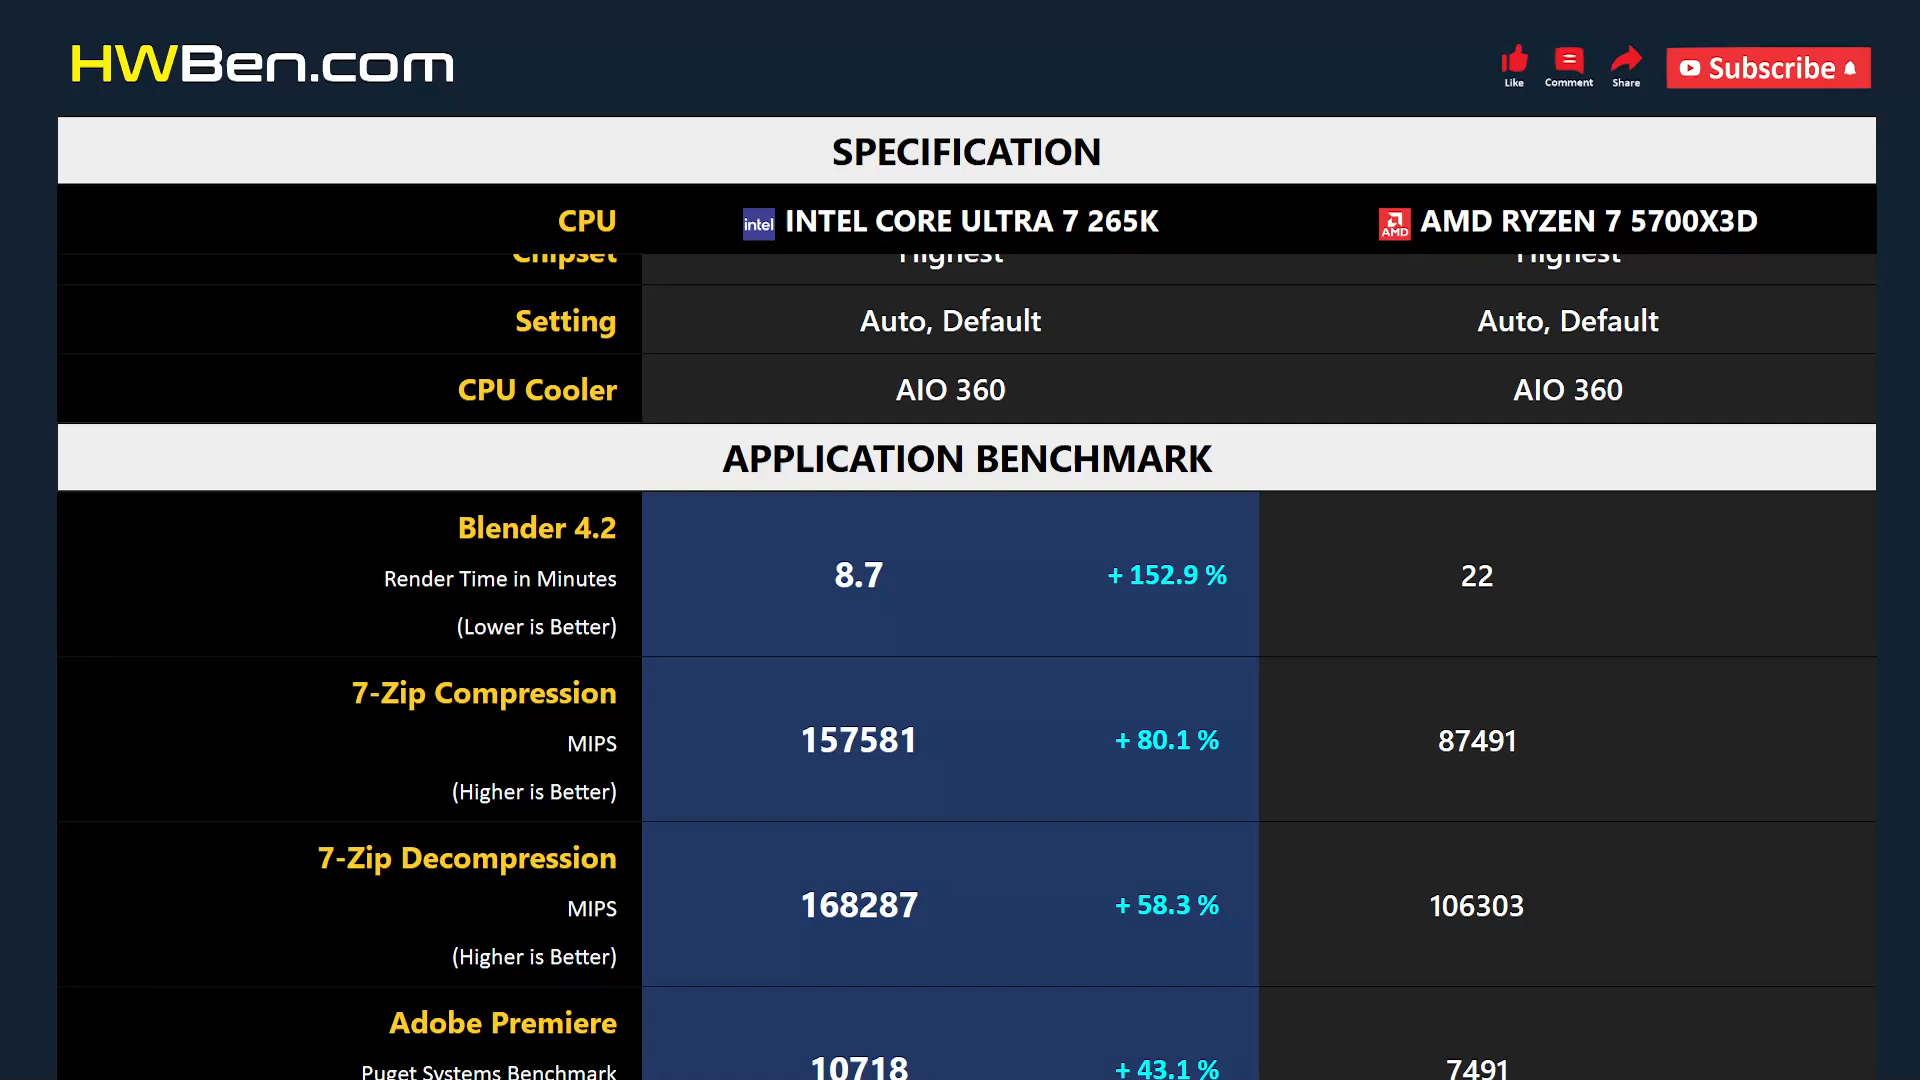 HWBen.com
Like Comment Share Subscribe
SPECIFICATION
CPU intel INTEL CORE ULTRA 7 265K AMD AMD RYZEN 7 5700X3D
Chipset Highest Highest
Setting Auto, Default Auto, Default
CPU Cooler AIO 360 AIO 360
APPLICATION BENCHMARK
Blender 4.2
Render Time in Minutes 8.7 + 152.9 % 22
(Lower is Better)
7-Zip Compression
MIPS 157581 + 80.1 % 87491
(Higher is Better)
7-Zip Decompression
MIPS 168287 + 58.3 % 106303
(Higher is Better)
Adobe Premiere
Puget Systems Benchmark 10718 + 43.1 % 7491